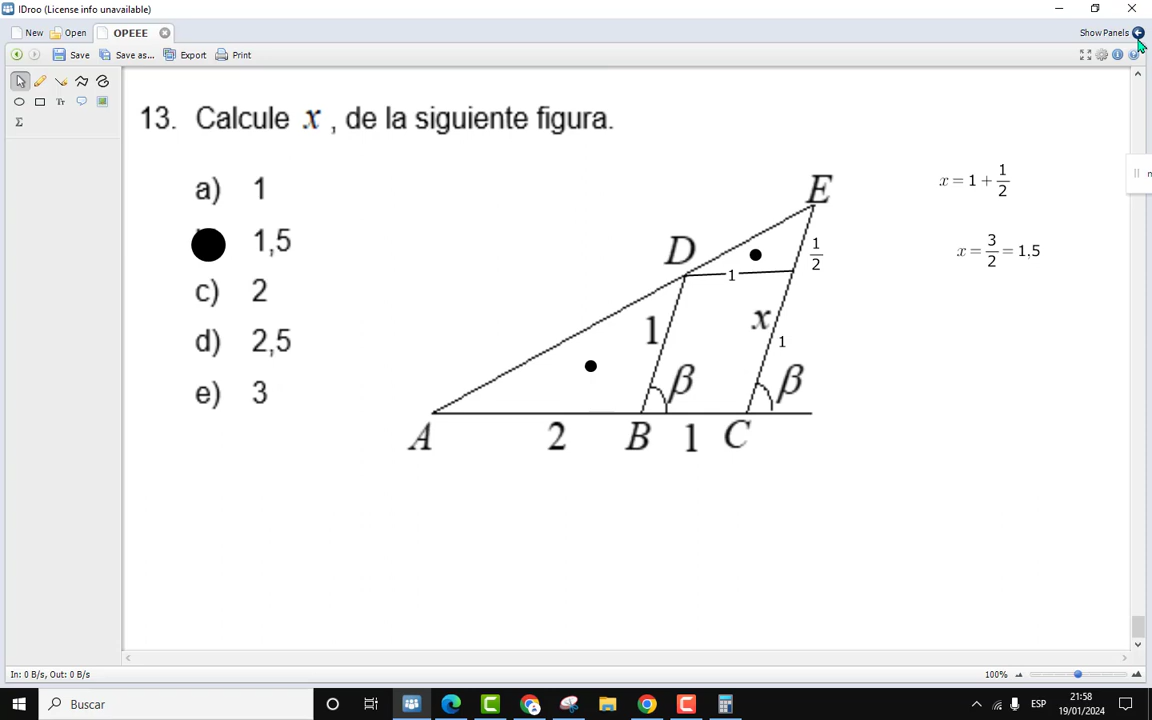 IDroo (License info unavailable)
New Open OPEEE Show Panels
Save Save as... Export Print
Tr
Σ
13. Calcule x , de la siguiente figura.
a) 1
1,5
c) 2
d) 2,5
e) 3
E
D
1/2
1
1
x
1
β
β
A
2
B
1
C
x = 1 + 1/2
x = 3/2 = 1,5
In: 0 B/s, Out: 0 B/s 100%
Buscar ESP 21:58
19/01/2024